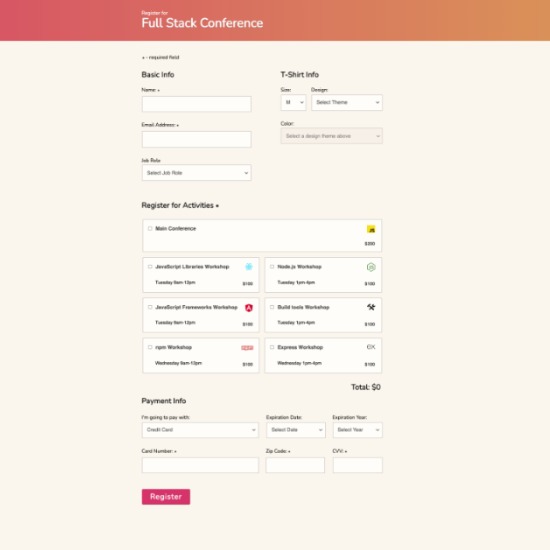 Register for
Full Stack Conference
* - required field
Basic Info
Name: *
Email Address: *
Job Role
Select Job Role
T-Shirt Info
Size:
Design:
M
Select Theme
Color:
Select a design theme above
Register for Activities *
Main Conference
JS
$200
JavaScript Libraries Workshop
Tuesday 9am-12pm
$100
Node.js Workshop
Tuesday 1pm-4pm
$100
JavaScript Frameworks Workshop
Tuesday 9am-12pm
$100
Build tools Workshop
Tuesday 1pm-4pm
$100
npm Workshop
npm
Wednesday 9am-12pm
$100
Express Workshop
ex
Wednesday 1pm-4pm
$100
Total: $0
Payment Info
I'm going to pay with:
Expiration Date:
Expiration Year:
Credit Card
Select Date
Select Year
Card Number: *
Zip Code: *
CVV: *
Register